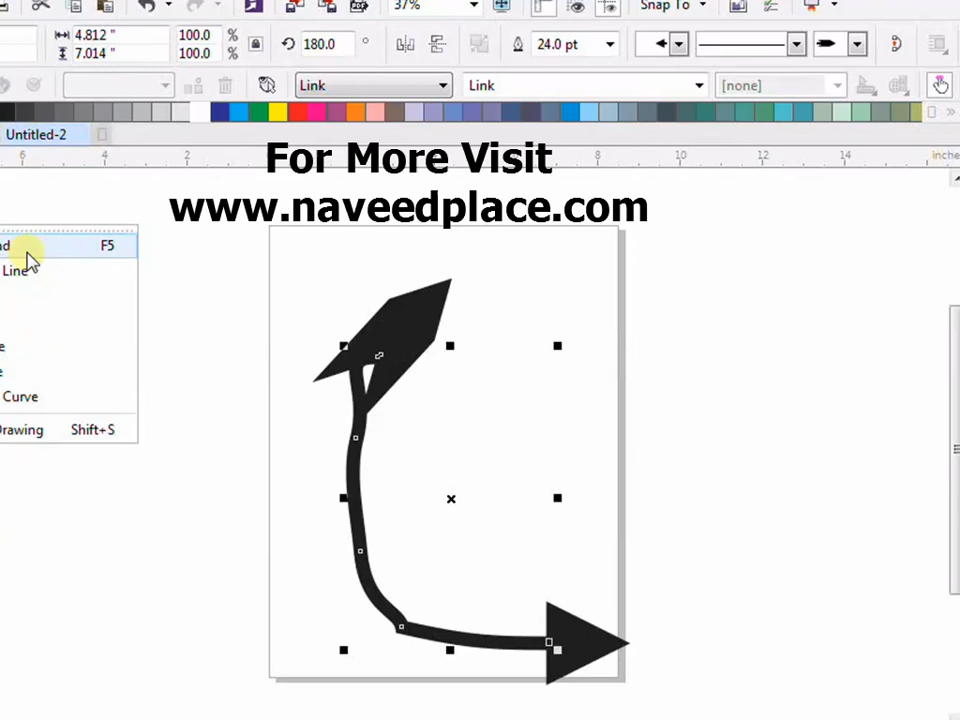 37%
Snap To
4.812 "
7.014 "
100.0
100.0
%
%
180.0
°
24.0 pt
Link
Link
[none]
Untitled-2
6 4 2 8 10 12 14 inche
For More Visit
www.naveedplace.com
F5
Line
Curve
Drawing Shift+S